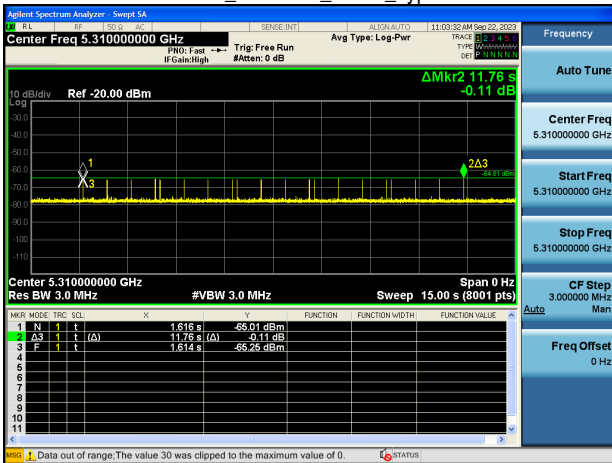 Agilent Spectrum Analyzer - Swept SA
RL RF 50 Ω AC SENSE:INT ALIGN AUTO 11:03:32 AM Sep 22, 2023
Center Freq 5.310000000 GHz
PNO: Fast
IFGain:High
Trig: Free Run
#Atten: 0 dB
Avg Type: Log-Pwr
TRACE 1 2 3 4 5 6
TYPE
DET P N N N N N
ΔMkr2 11.76 s
-0.11 dB
10 dB/div Ref -20.00 dBm
Log
-30.0
-40.0
-50.0
-60.0
-70.0
-80.0
-90.0
-100
-110
1
3
2Δ3
-64.01 dBm
Center 5.310000000 GHz Span 0 Hz
Res BW 3.0 MHz #VBW 3.0 MHz Sweep 15.00 s (8001 pts)
MKR MODE TRC SCL X Y FUNCTION FUNCTION WIDTH FUNCTION VALUE
1 N 1 t 1.616 s -65.01 dBm
2 Δ3 1 t (Δ) 11.76 s (Δ) -0.11 dB
3 F 1 t 1.614 s -65.25 dBm
4
5
6
7
8
9
10
11
MSG Data out of range;The value 30 was clipped to the maximum value of 0. STATUS
Frequency
Auto Tune
Center Freq
5.310000000 GHz
Start Freq
5.310000000 GHz
Stop Freq
5.310000000 GHz
CF Step
3.000000 MHz
Auto Man
Freq Offset
0 Hz